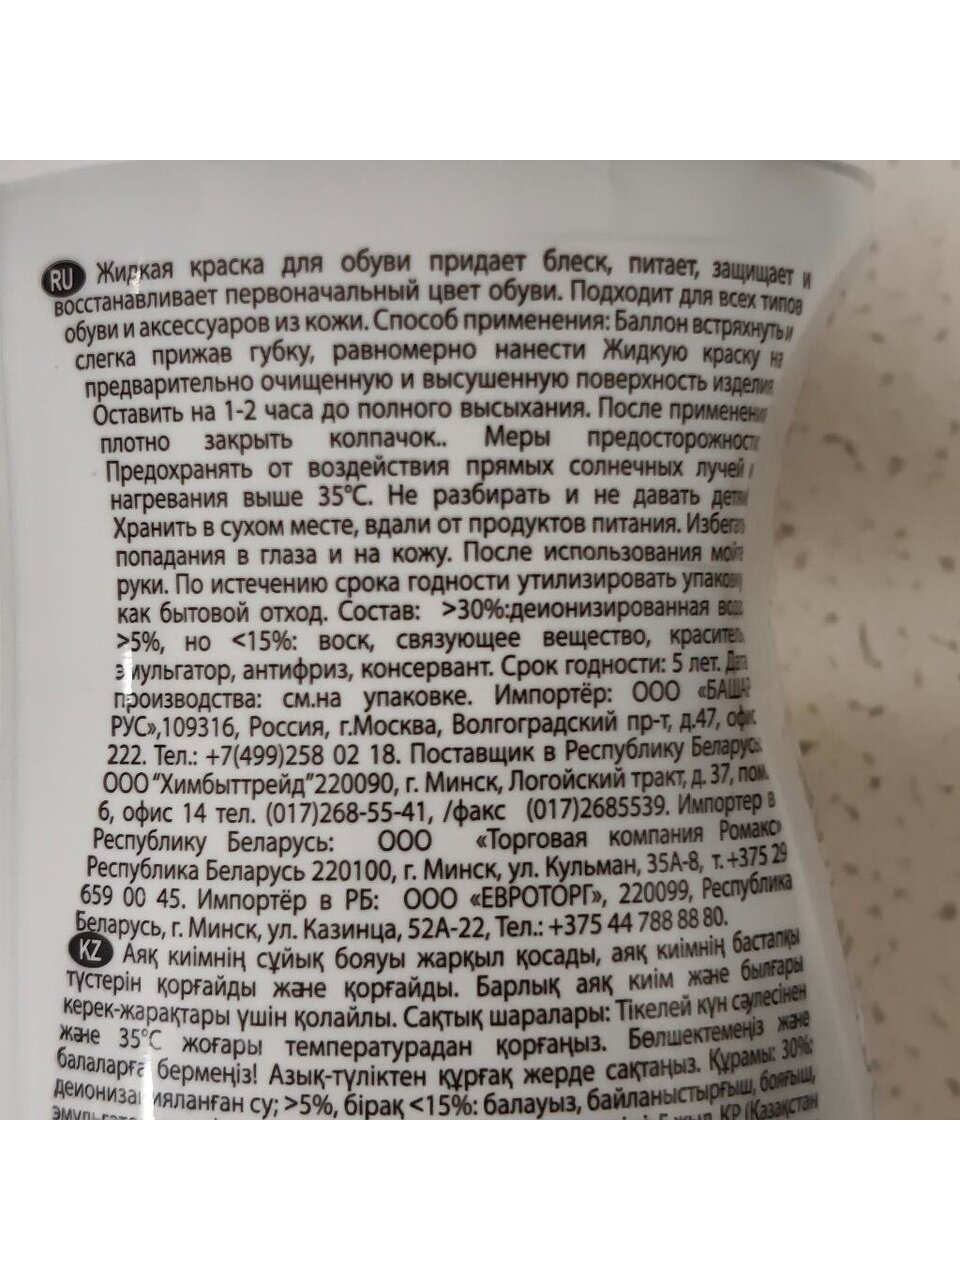 RU Жидкая краска для обуви придает блеск, питает, защищает и
восстанавливает первоначальный цвет обуви. Подходит для всех типов
обуви и аксессуаров из кожи. Способ применения: Баллон встряхнуть и
слегка прижав губку, равномерно нанести Жидкую краску на
предварительно очищенную и высушенную поверхность изделия
Оставить на 1-2 часа до полного высыхания. После применени
плотно закрыть колпачок.. Меры предосторожност
Предохранять от воздействия прямых солнечных лучей и
нагревания выше 35°С. Не разбирать и не давать детя
Хранить в сухом месте, вдали от продуктов питания. Избега
попадания в глаза и на кожу. После использования мойте
руки. По истечению срока годности утилизировать упаков
как бытовой отход. Состав: >30%:деионизированная вода
>5%, но <15%: воск, связующее вещество, красител
эмульгатор, антифриз, консервант. Срок годности: 5 лет. Дата
производства: см.на упаковке. Импортёр: ООО «БАШАР
РУС»,109316, Россия, г.Москва, Волгоградский пр-т, д.47, офис
222. Тел.: +7(499)258 02 18. Поставщик в Республику Беларусь:
ООО "Химбыттрейд"220090, г. Минск, Логойский тракт, д. 37, пом.
6, офис 14 тел. (017)268-55-41, /факс (017)2685539. Импортер в
Республику Беларусь: ООО «Торговая компания Ромакс»
Республика Беларусь 220100, г. Минск, ул. Кульман, 35А-8, т. +375 29
659 00 45. Импортёр в РБ: ООО «ЕВРОТОРГ», 220099, Республика
Беларусь, г. Минск, ул. Казинца, 52А-22, Тел.: +375 44 788 88 80.
KZ Аяқ киімнің сұйық бояуы жарқыл қосады, аяқ киімнің бастапқы
түстерін қорғайды және қорғайды. Барлық аяқ киім және былғары
керек-жарақтары үшін қолайлы. Сақтық шаралары: Тікелей күн сәулесінен
және 35°С жоғары температурадан қорғаңыз. Бөлшектемеңіз және
балаларға бермеңіз! Азық-түліктен құрғақ жерде сақтаңыз. Құрамы: 30%:
деионизацияланған су; >5%, бірақ <15%: балауыз, байланыстырғыш, бояғыш,
5 жыл. ҚР (Қазақстан